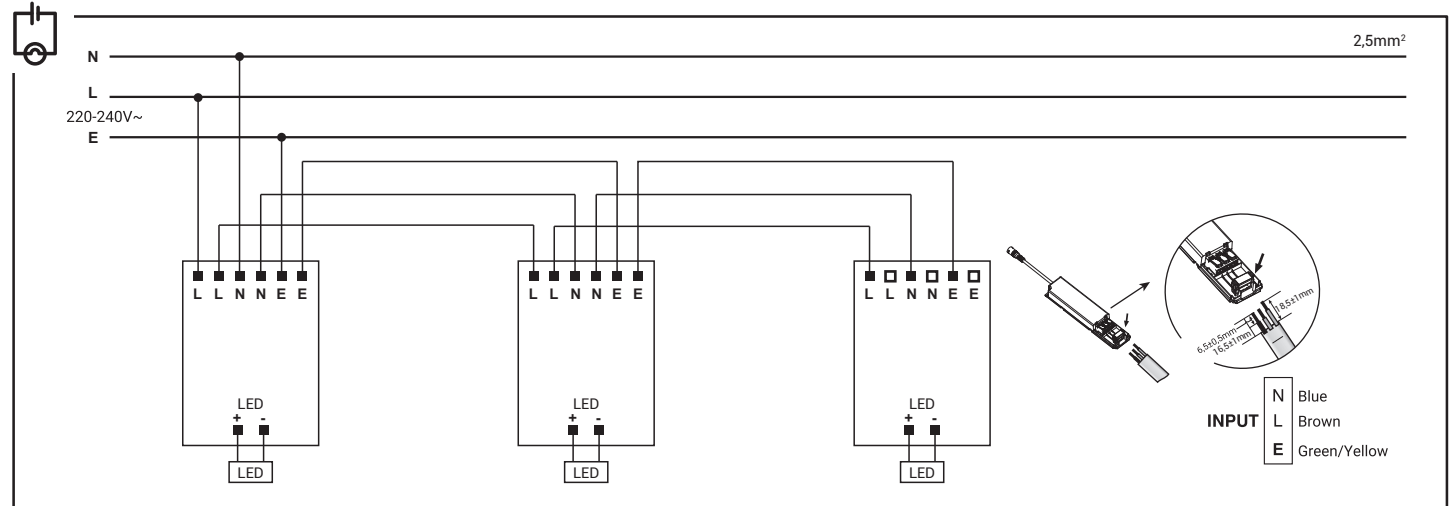 2,5mm²
N
L
220-240V~
E
L L N N E E
L L N N E E
L L N N E E
LED
+ -
LED
LED
+ -
LED
LED
+ -
LED
18,5±1mm
6,5±0,5mm
16,5±1mm
INPUT
N Blue
L Brown
E Green/Yellow